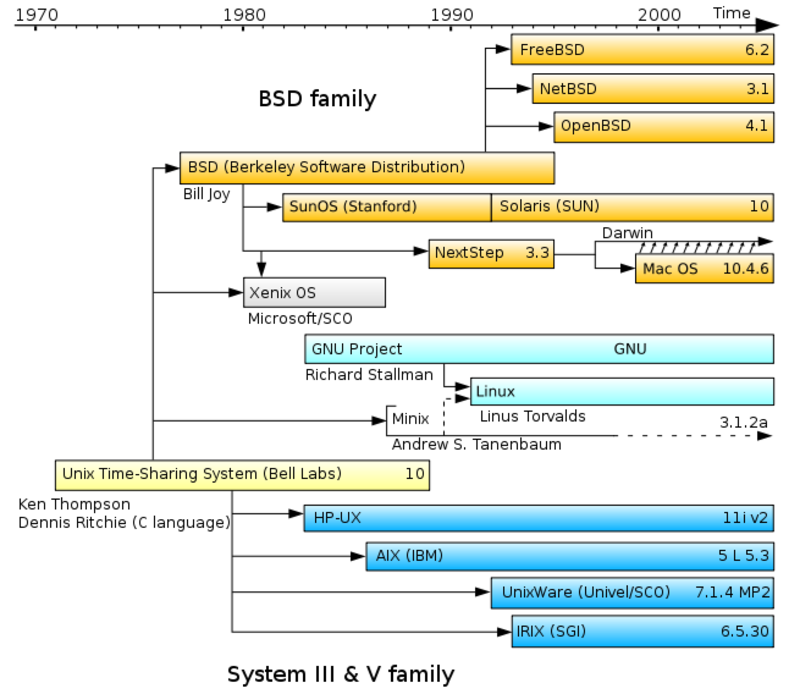 1970 1980 1990 2000 Time
FreeBSD 6.2
NetBSD 3.1
BSD family
OpenBSD 4.1
BSD (Berkeley Software Distribution)
Bill Joy
SunOS (Stanford) Solaris (SUN) 10
Darwin
NextStep 3.3
Mac OS 10.4.6
Xenix OS
Microsoft/SCO
GNU Project GNU
Richard Stallman
Linux
Linus Torvalds
Minix
3.1.2a
Andrew S. Tanenbaum
Unix Time-Sharing System (Bell Labs) 10
Ken Thompson
Dennis Ritchie (C language)
HP-UX 11i v2
AIX (IBM) 5 L 5.3
UnixWare (Univel/SCO) 7.1.4 MP2
IRIX (SGI) 6.5.30
System III & V family